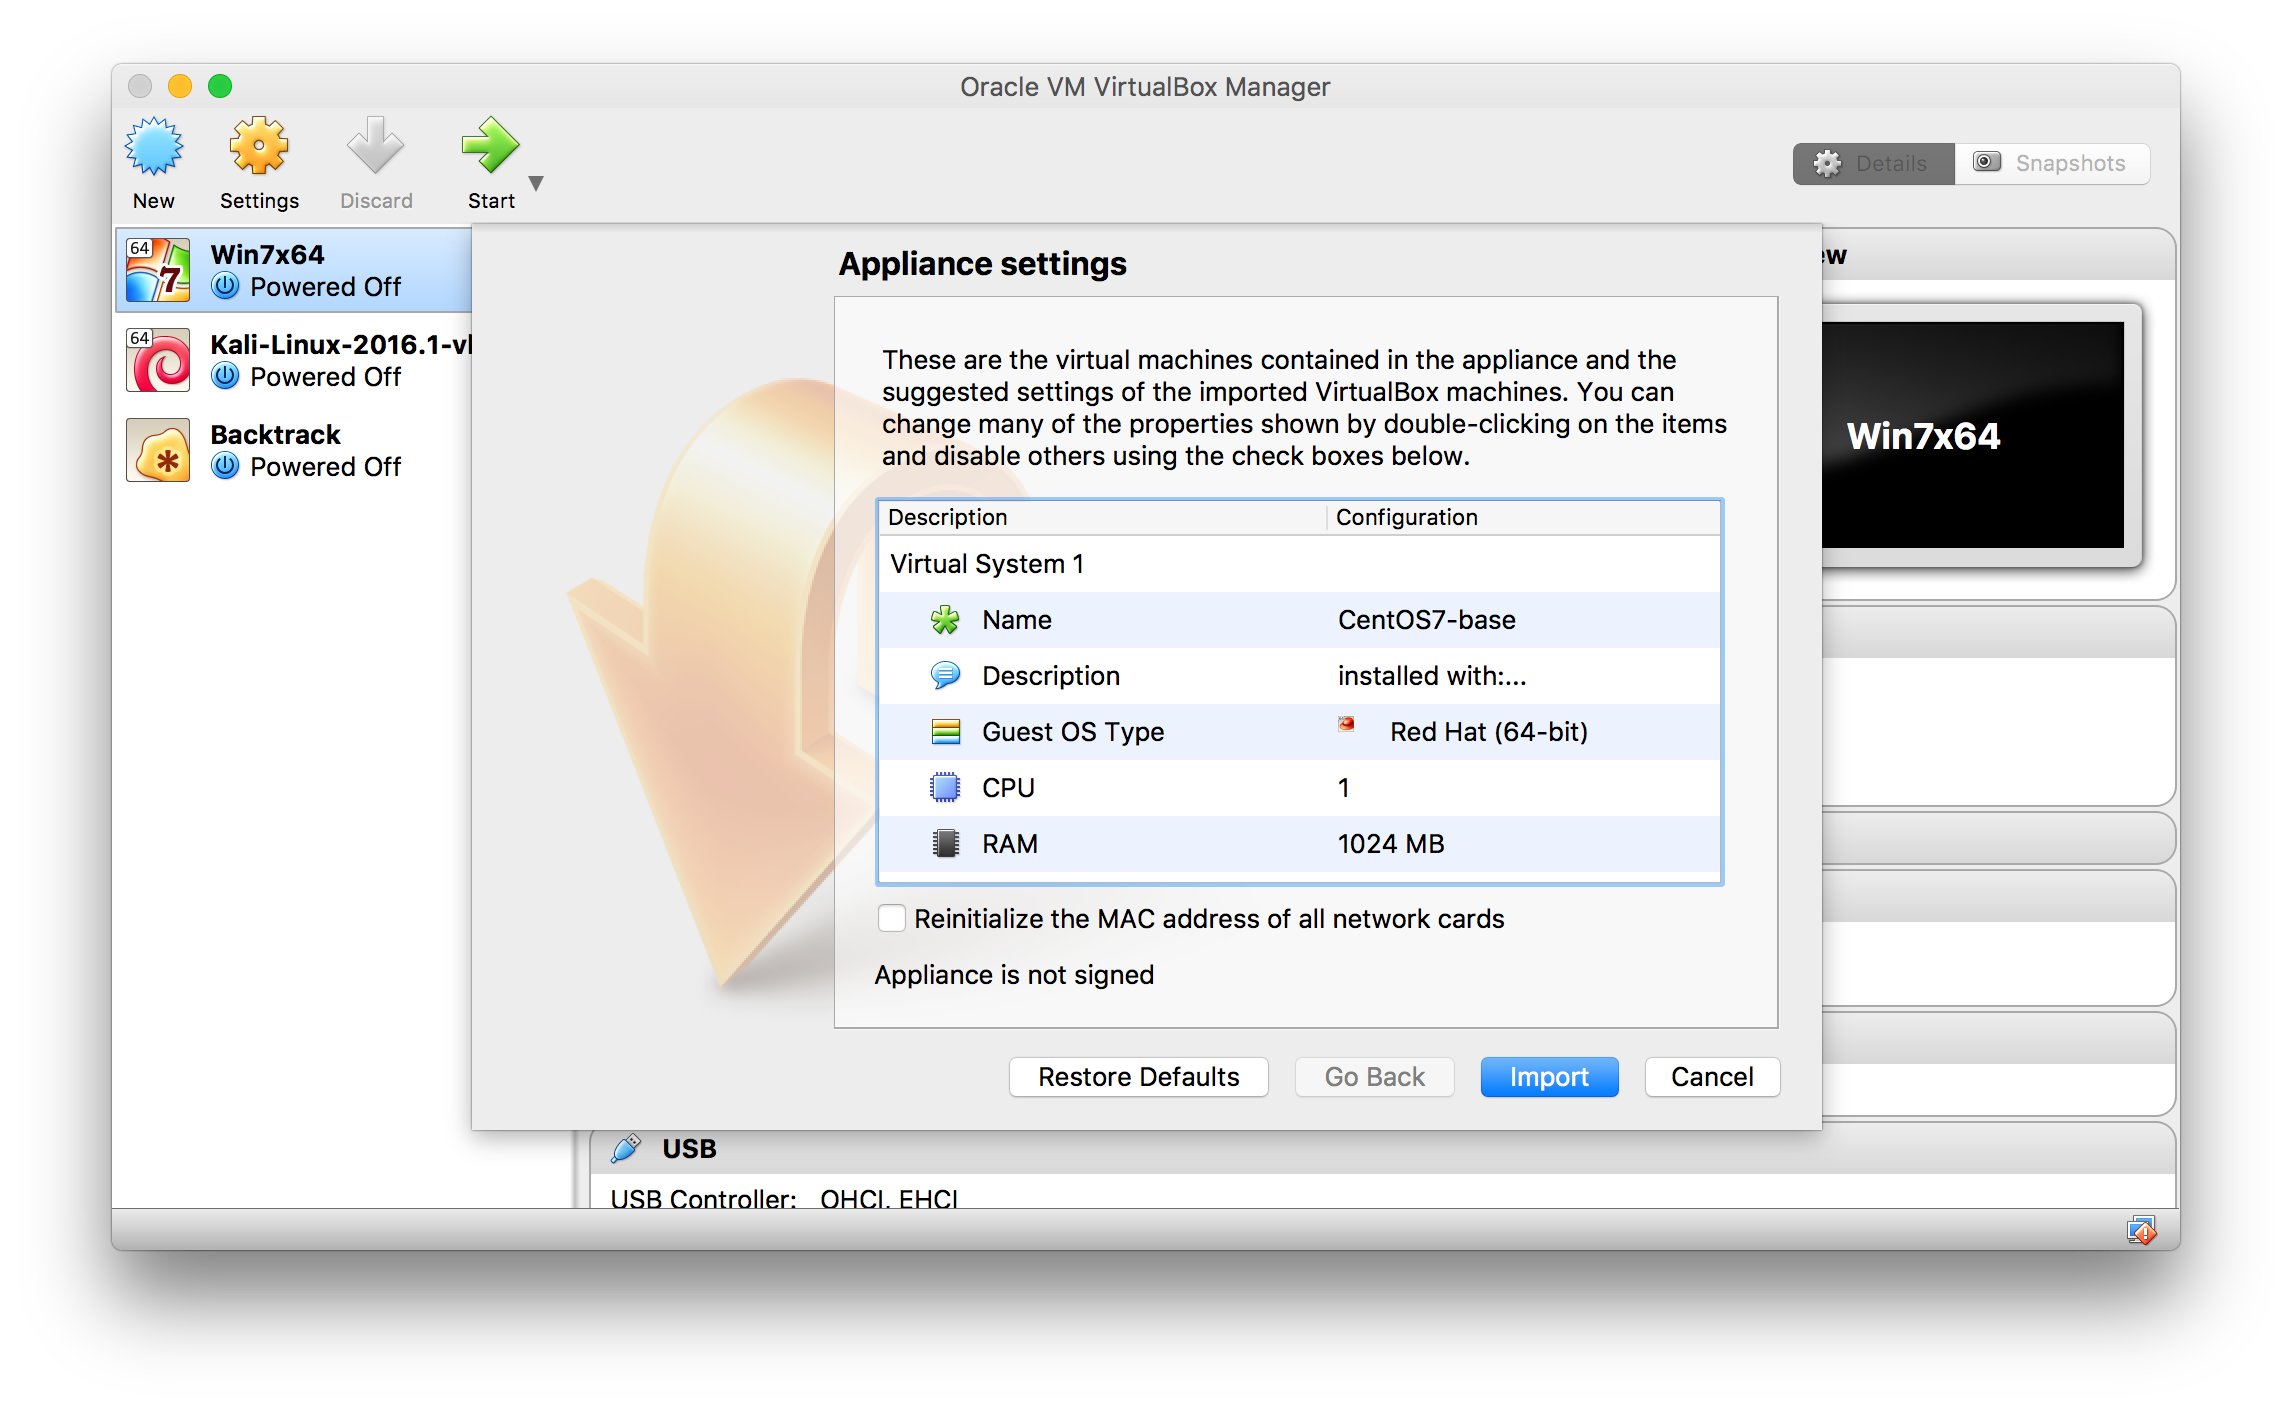 Oracle VM VirtualBox Manager
New
Settings
Discard
Start
Details
Snapshots
64
Win7x64
Powered Off
64
Kali-Linux-2016.1-v
Powered Off
Backtrack
Powered Off
Appliance settings
These are the virtual machines contained in the appliance and the
suggested settings of the imported VirtualBox machines. You can
change many of the properties shown by double-clicking on the items
and disable others using the check boxes below.
Description Configuration
Virtual System 1
Name CentOS7-base
Description installed with:...
Guest OS Type Red Hat (64-bit)
CPU 1
RAM 1024 MB
Reinitialize the MAC address of all network cards
Appliance is not signed
Restore Defaults
Go Back
Import
Cancel
ew
Win7x64
USB
USB Controller: OHCI, EHCI